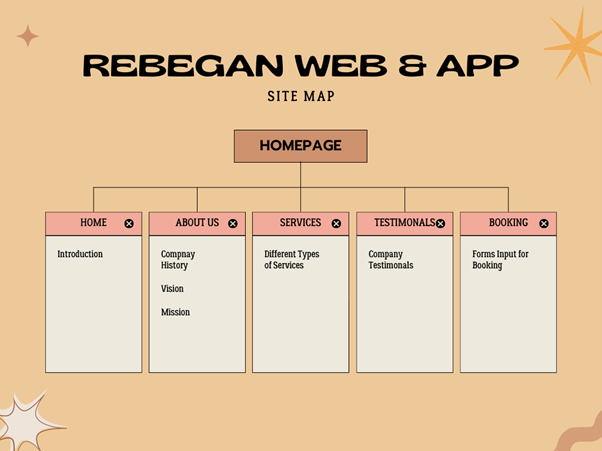 REBEGAN WEB & APP
SITE MAP
HOMEPAGE
HOME
Introduction
ABOUT US
Compnay
History
Vision
Mission
SERVICES
Different Types
of Services
TESTIMONALS
Company
Testimonals
BOOKING
Forms Input for
Booking